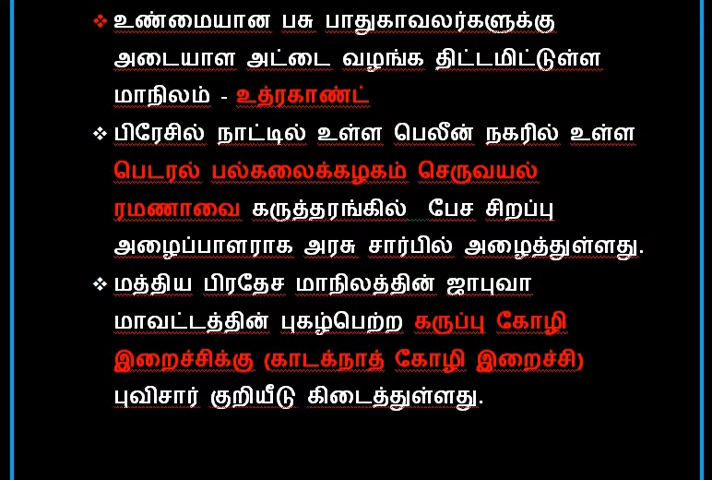 ❖ உண்மையான பசு பாதுகாவலர்களுக்கு
அடையாள அட்டை வழங்க திட்டமிட்டுள்ள
மாநிலம் - உத்ரகாண்ட்
❖ பிரேசில் நாட்டில் உள்ள பெலீன் நகரில் உள்ள
பெடரல் பல்கலைக்கழகம் செருவயல்
ரமணாவை கருத்தரங்கில் பேச சிறப்பு
அழைப்பாளராக அரசு சார்பில் அழைத்துள்ளது.
❖ மத்திய பிரதேச மாநிலத்தின் ஜாபுவா
மாவட்டத்தின் புகழ்பெற்ற கருப்பு கோழி
இறைச்சிக்கு (காடக்நாத் கோழி இறைச்சி)
புவிசார் குறியீடு கிடைத்துள்ளது.